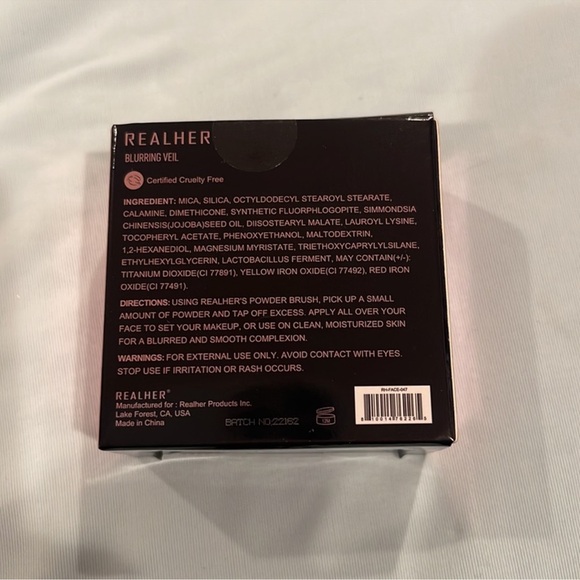 REALHER
BLURRING VEIL
Certified Cruelty Free
INGREDIENT: MICA, SILICA, OCTYLDODECYL STEAROYL STEARATE,
CALAMINE, DIMETHICONE, SYNTHETIC FLUORPHLOGOPITE, SIMMONDSIA
CHINENSIS(JOJOBA)SEED OIL, DIISOSTEARYL MALATE, LAUROYL LYSINE,
TOCOPHERYL ACETATE, PHENOXYETHANOL, MALTODEXTRIN,
1,2-HEXANEDIOL, MAGNESIUM MYRISTATE, TRIETHOXYCAPRYLYLSILANE,
ETHYLHEXYLGLYCERIN, LACTOBACILLUS FERMENT, MAY CONTAIN(+/-):
TITANIUM DIOXIDE(CI 77891), YELLOW IRON OXIDE(CI 77492), RED IRON
OXIDE(CI 77491).
DIRECTIONS: USING REALHER'S POWDER BRUSH, PICK UP A SMALL
AMOUNT OF POWDER AND TAP OFF EXCESS. APPLY ALL OVER YOUR
FACE TO SET YOUR MAKEUP, OR USE ON CLEAN, MOISTURIZED SKIN
FOR A BLURRED AND SMOOTH COMPLEXION.
WARNINGS: FOR EXTERNAL USE ONLY. AVOID CONTACT WITH EYES.
STOP USE IF IRRITATION OR RASH OCCURS.
REALHER®
Manufactured for : Realher Products Inc.
Lake Forest, CA, USA
Made in China
BATCH NO:22162
12M
RH-FACE-047